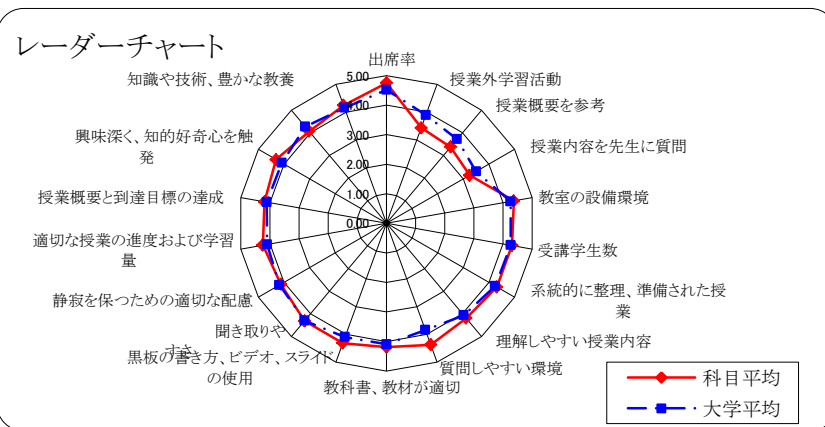 レーダーチャート
出席率
授業外学習活動
授業概要を参考
授業内容を先生に質問
教室の設備環境
受講学生数
系統的に整理、準備された授
業
理解しやすい授業内容
質問しやすい環境
教科書、教材が適切
黒板の書き方、ビデオ、スライド
の使用
聞き取りや
すさ
静寂を保つための適切な配慮
適切な授業の進度および学習
量
授業概要と到達目標の達成
興味深く、知的好奇心を触
発
知識や技術、豊かな教養
5.00
4.00
3.00
2.00
1.00
0.00
科目平均
大学平均